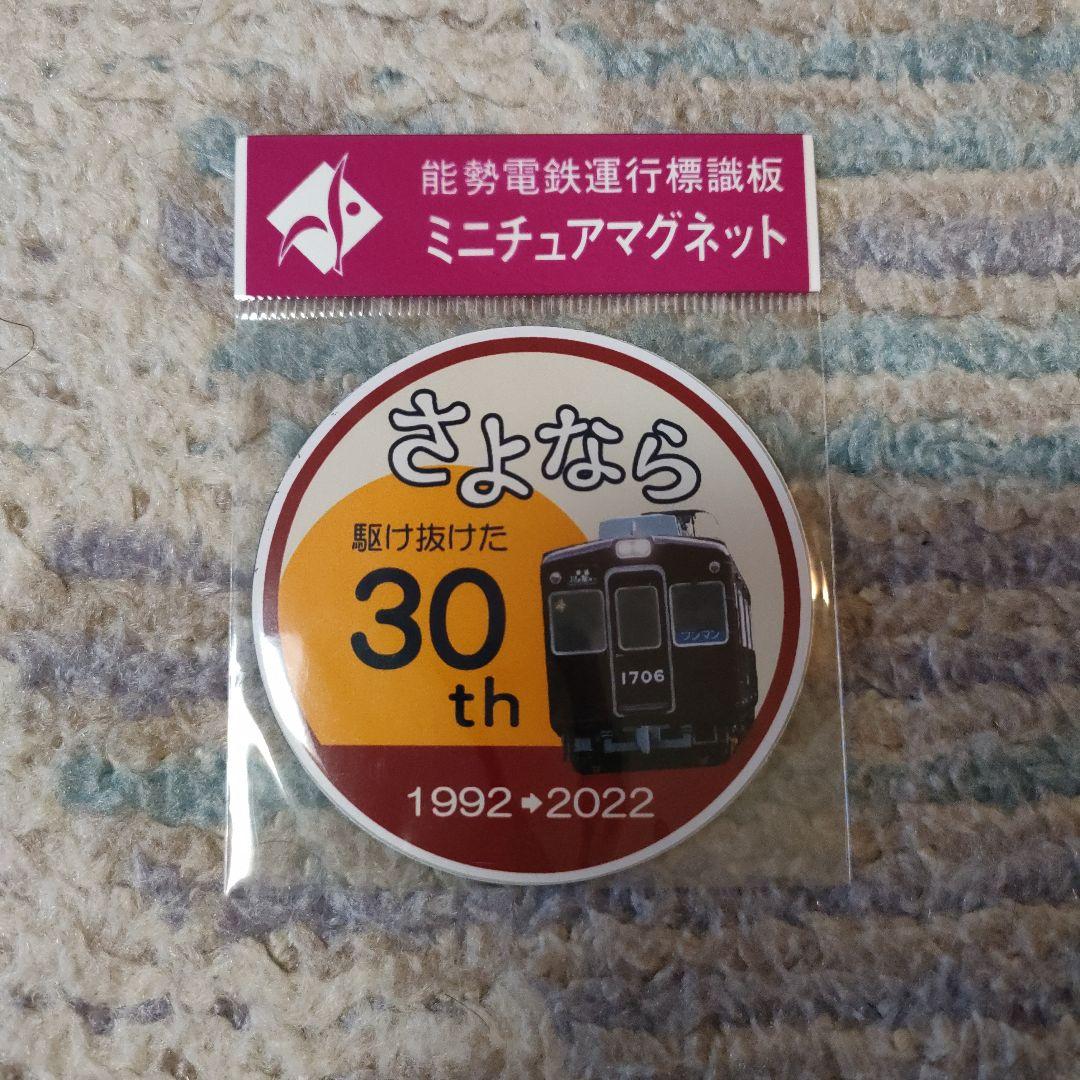 能勢電鉄運行標識板
ミニチュアマグネット
さよなら
駆け抜けた
30
th
ワンマン
1706
1992➡2022